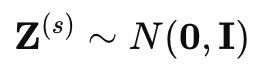 𝐙⁽ˢ⁾ ∼ N(𝟎, 𝐈)